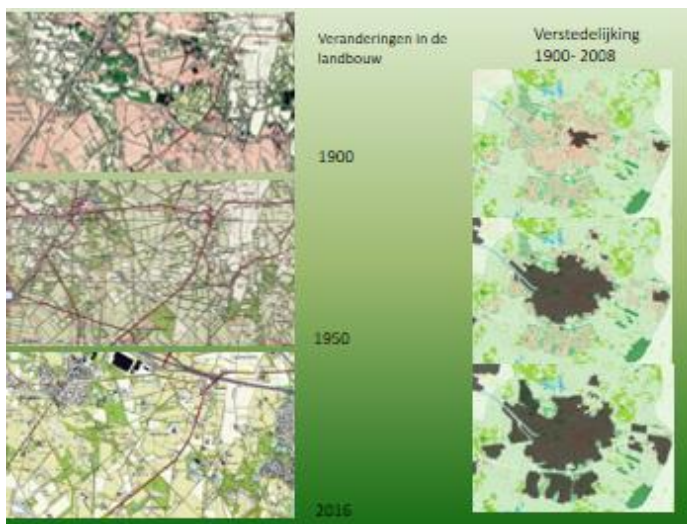 Veranderingen in de
landbouw
Verstedelijking
1900- 2008
1900
1950
2016